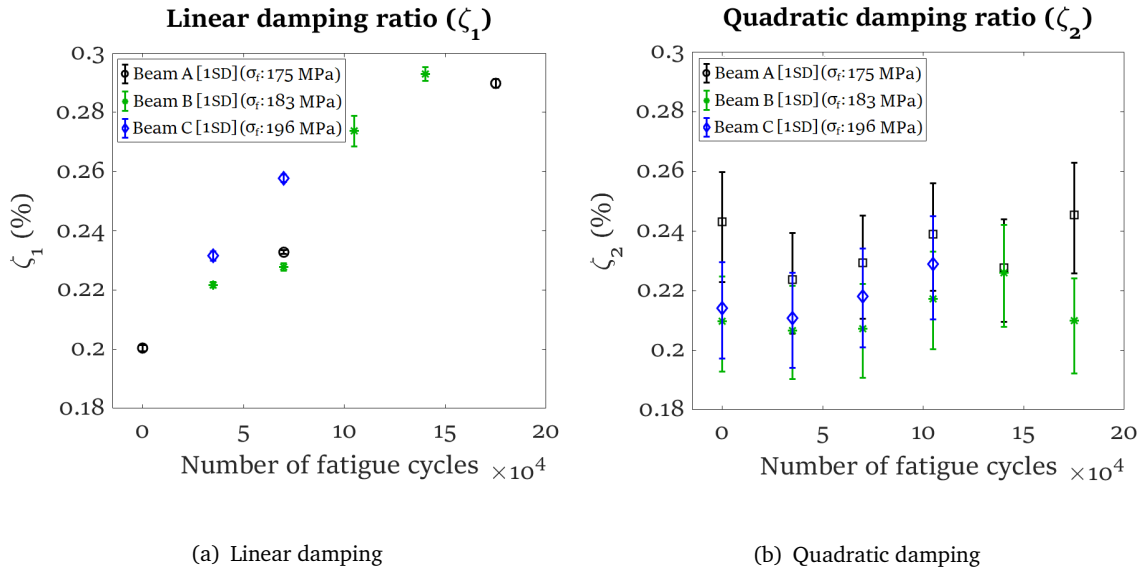 Linear damping ratio (ζ₁)
0.3
0.28
0.26
0.24
0.22
0.2
0.18
ζ₁ (%)
Beam A [1SD](σf: 175 MPa)
Beam B [1SD](σf: 183 MPa)
Beam C [1SD](σf: 196 MPa)
0 5 10 15 20
Number of fatigue cycles ×10⁴
(a) Linear damping
Quadratic damping ratio (ζ₂)
0.3
0.28
0.26
0.24
0.22
0.2
0.18
ζ₂ (%)
Beam A [1SD](σf: 175 MPa)
Beam B [1SD](σf: 183 MPa)
Beam C [1SD](σf: 196 MPa)
0 5 10 15 20
Number of fatigue cycles ×10⁴
(b) Quadratic damping